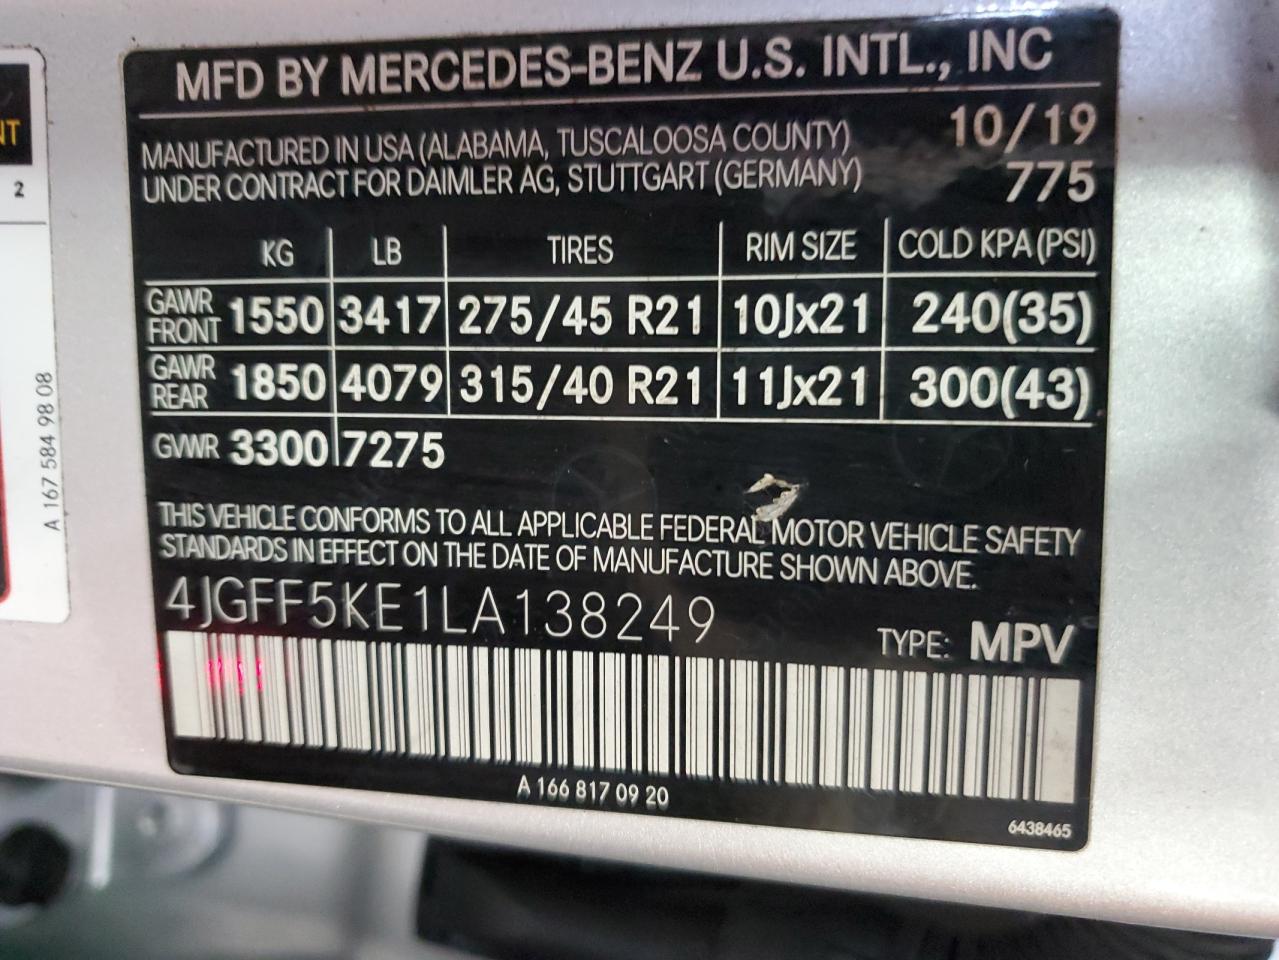 MFD BY MERCEDES-BENZ U.S. INTL., INC
10/19
MANUFACTURED IN USA (ALABAMA, TUSCALOOSA COUNTY)
UNDER CONTRACT FOR DAIMLER AG, STUTTGART (GERMANY)
775
KG LB TIRES RIM SIZE COLD KPA (PSI)
GAWR FRONT 1550 3417 275/45 R21 10Jx21 240(35)
GAWR REAR 1850 4079 315/40 R21 11Jx21 300(43)
GVWR 3300 7275
THIS VEHICLE CONFORMS TO ALL APPLICABLE FEDERAL MOTOR VEHICLE SAFETY
STANDARDS IN EFFECT ON THE DATE OF MANUFACTURE SHOWN ABOVE.
4JGFF5KE1LA138249
TYPE: MPV
A 166 817 09 20
6438465
2
A 167 584 98 08